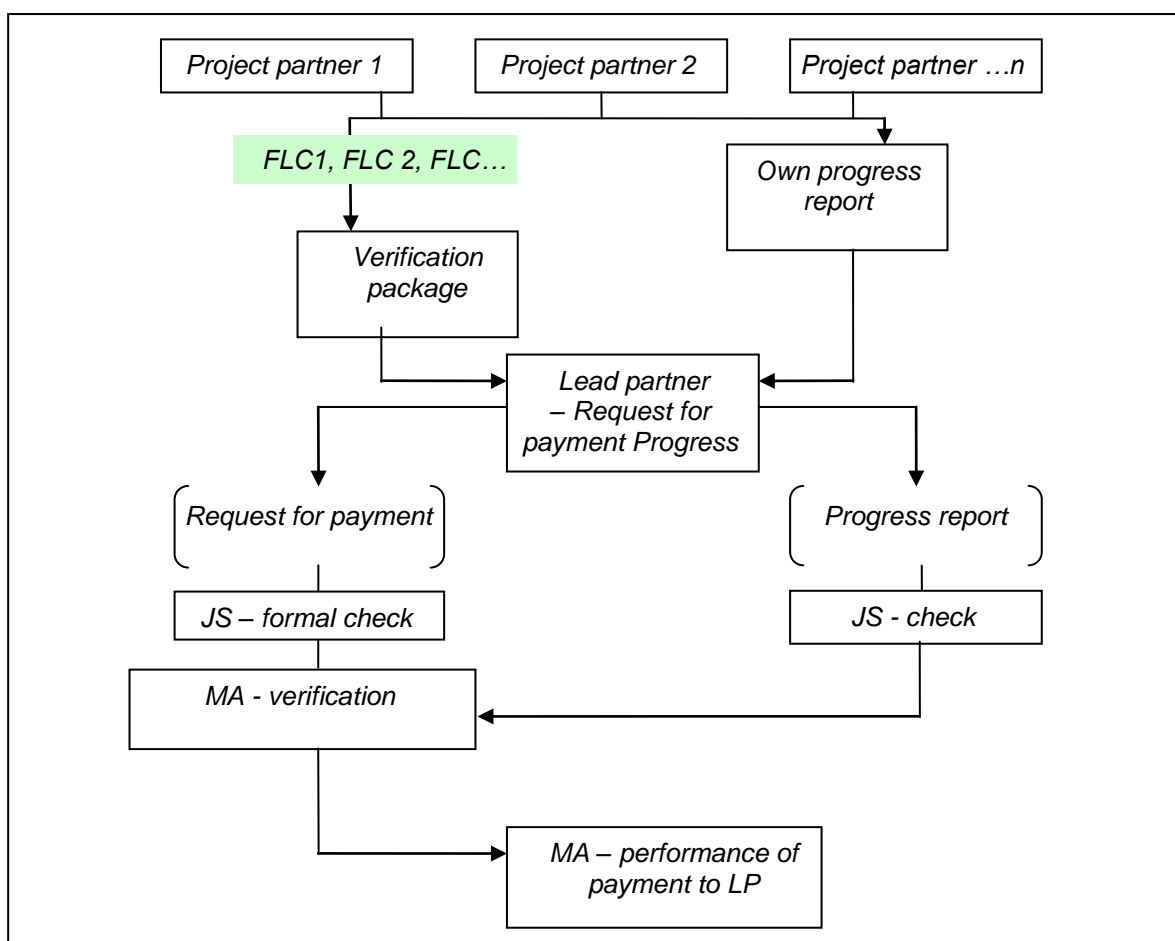 Project partner 1
Project partner 2
Project partner …n
FLC1, FLC 2, FLC…
Own progress
report
Verification
package
Lead partner
– Request for
payment Progress
Request for payment
Progress report
JS – formal check
JS - check
MA - verification
MA – performance of
payment to LP